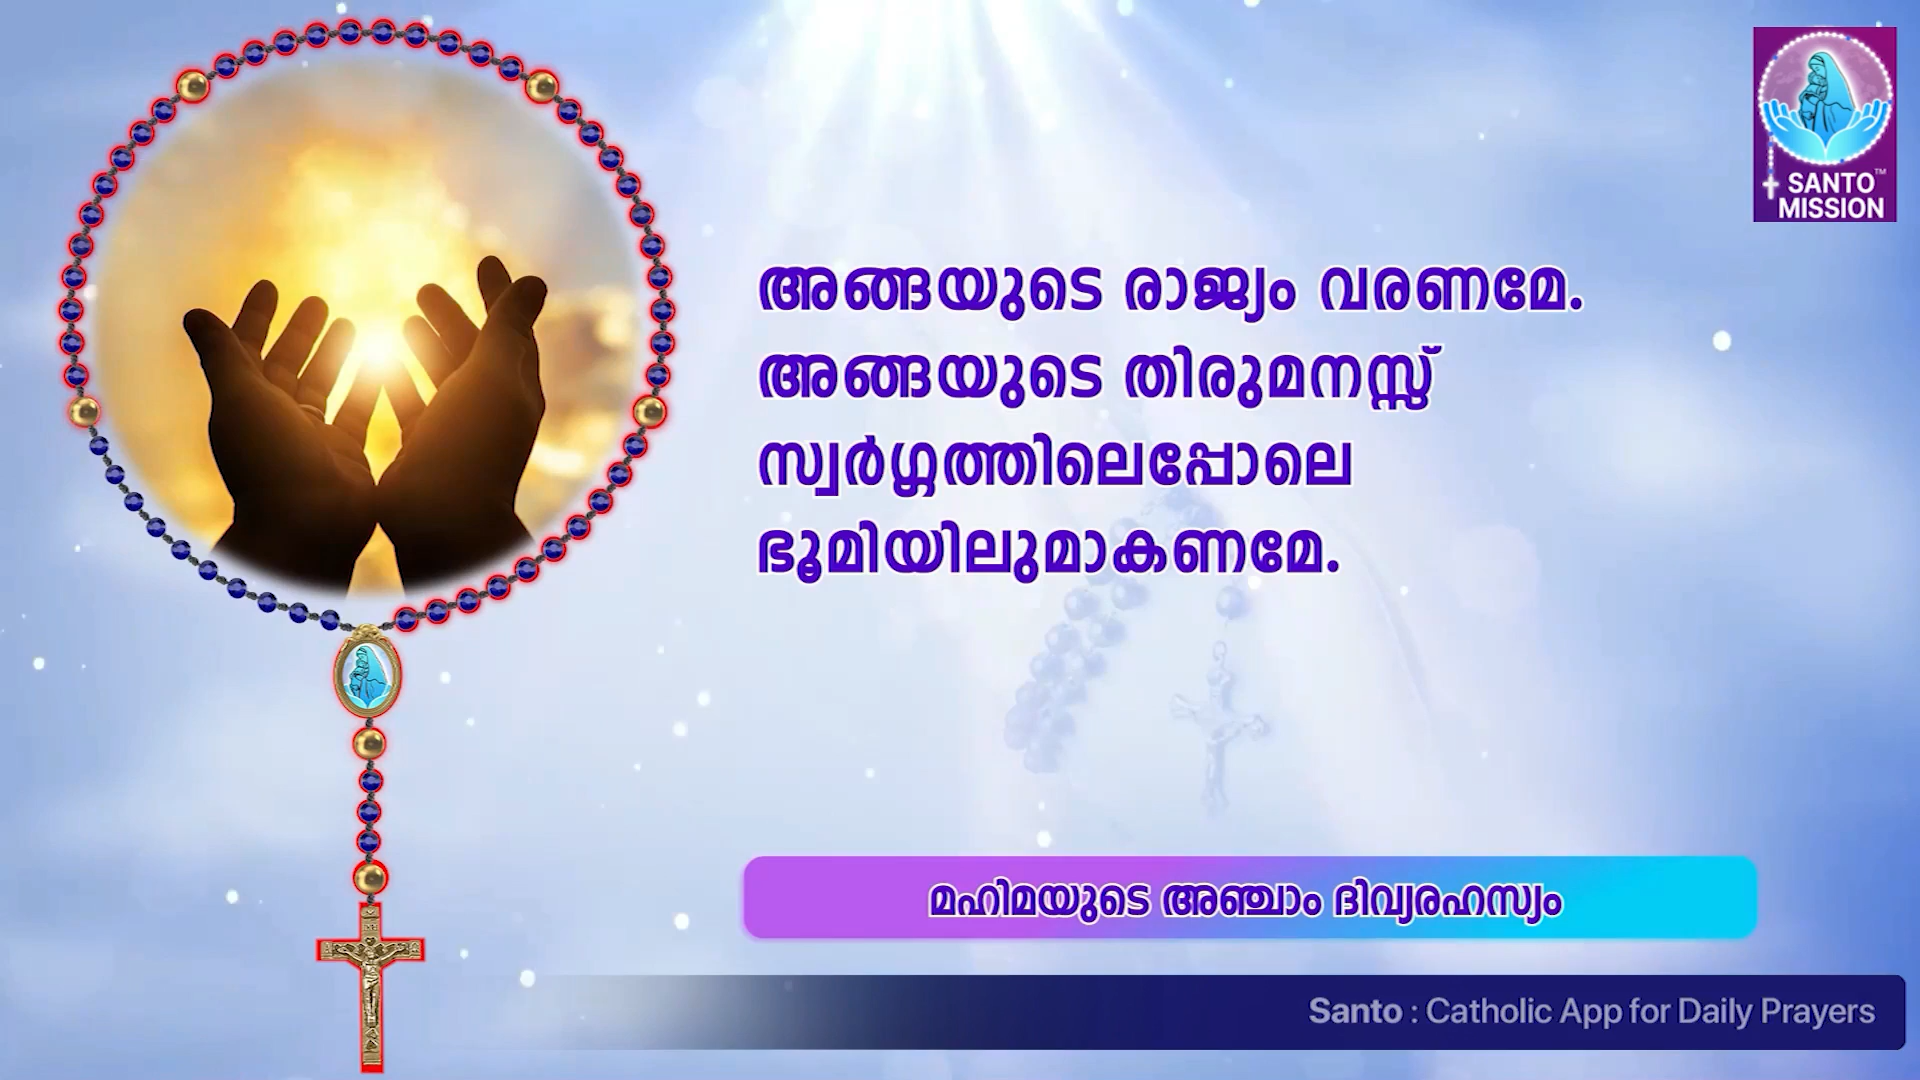 SANTO™
MISSION
അങ്ങയുടെ രാജ്യം വരണമേ.
അങ്ങയുടെ തിരുമനസ്സ്
സ്വർഗ്ഗത്തിലെപ്പോലെ
ഭൂമിയിലുമാകണമേ.
മഹിമയുടെ അഞ്ചാം ദിവ്യരഹസ്യം
Santo : Catholic App for Daily Prayers